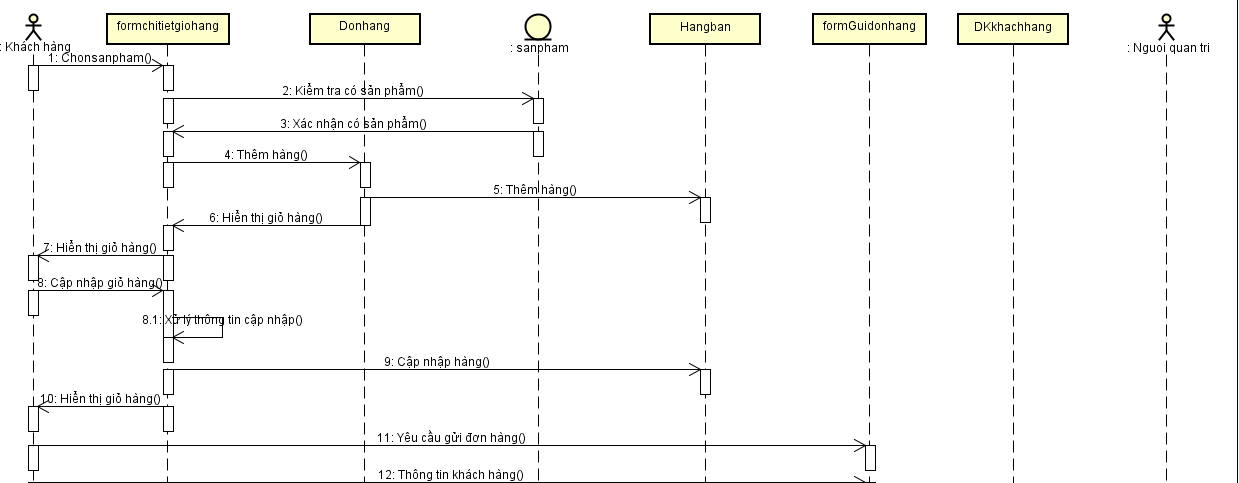 formchitietgiohang
Donhang
Hangban
formGuidonhang
DKkhachhang
: Khách hàng
: sanpham
: Nguoi quan tri
1: Chonsanpham()
2: Kiểm tra có sản phẩm()
3: Xác nhận có sản phẩm()
4: Thêm hàng()
5: Thêm hàng()
6: Hiển thị giỏ hàng()
7: Hiển thị giỏ hàng()
8: Cập nhập giỏ hàng()
8.1: Xử lý thông tin cập nhập()
9: Cập nhập hàng()
10: Hiển thị giỏ hàng()
11: Yêu cầu gửi đơn hàng()
12: Thông tin khách hàng()